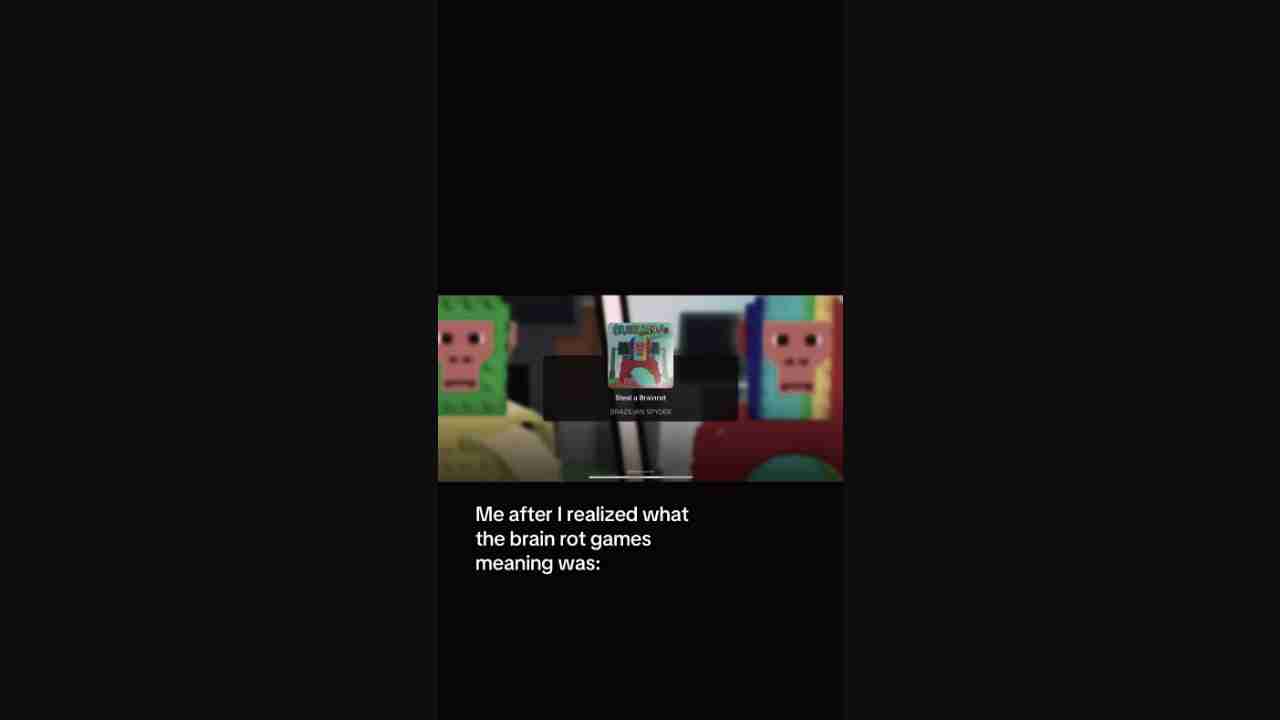 Steal a Brainrot
BRAZILIAN SPYDER
Me after I realized what
the brain rot games
meaning was: